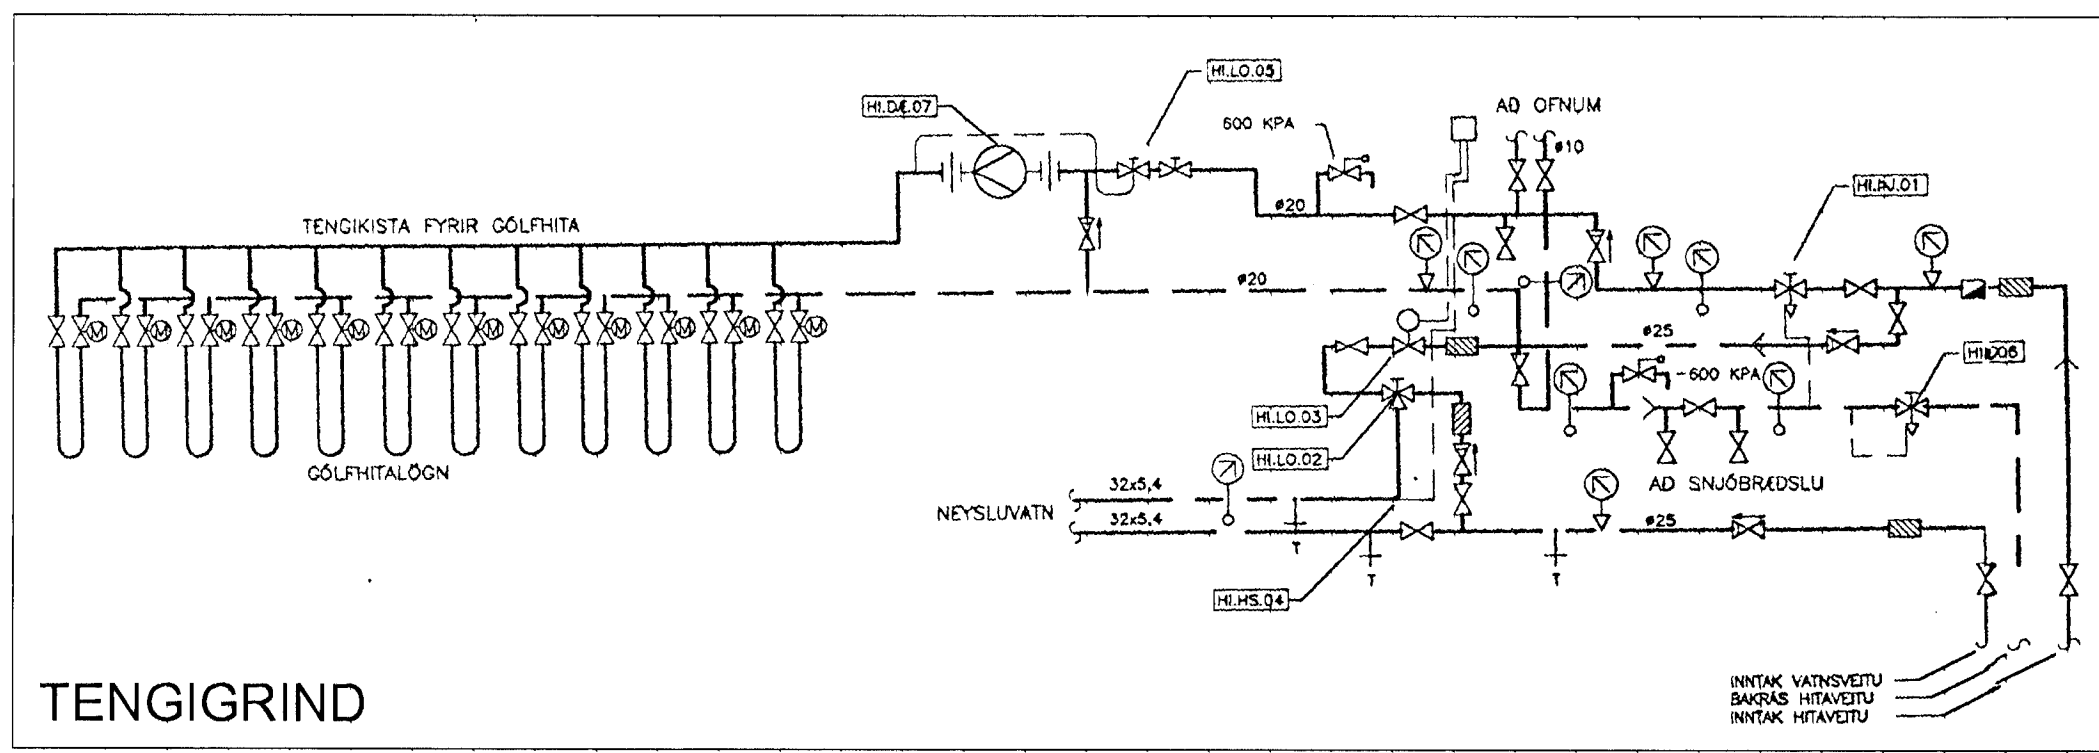 HI.LO.05
HI.DÆ.07
600 KPA
AÐ OFNUM
ø10
HI.ÞJ.01
TENGIKISTA FYRIR GÓLFHITA
ø20
ø20
M M M M M M M M M M M M
ø25
-600 KPA
HI.LO.03
HI.LO.02
GÓLFHITALÖGN
AÐ SNJÓBRÆÐSLU
32x5,4
NEYSLUVATN
32x5,4
ø25
T
T
T
HI.HS.04
TENGIGRIND
INNTAK VATNSVEITU
BAKRÁS HITAVEITU
INNTAK HITAVEITU